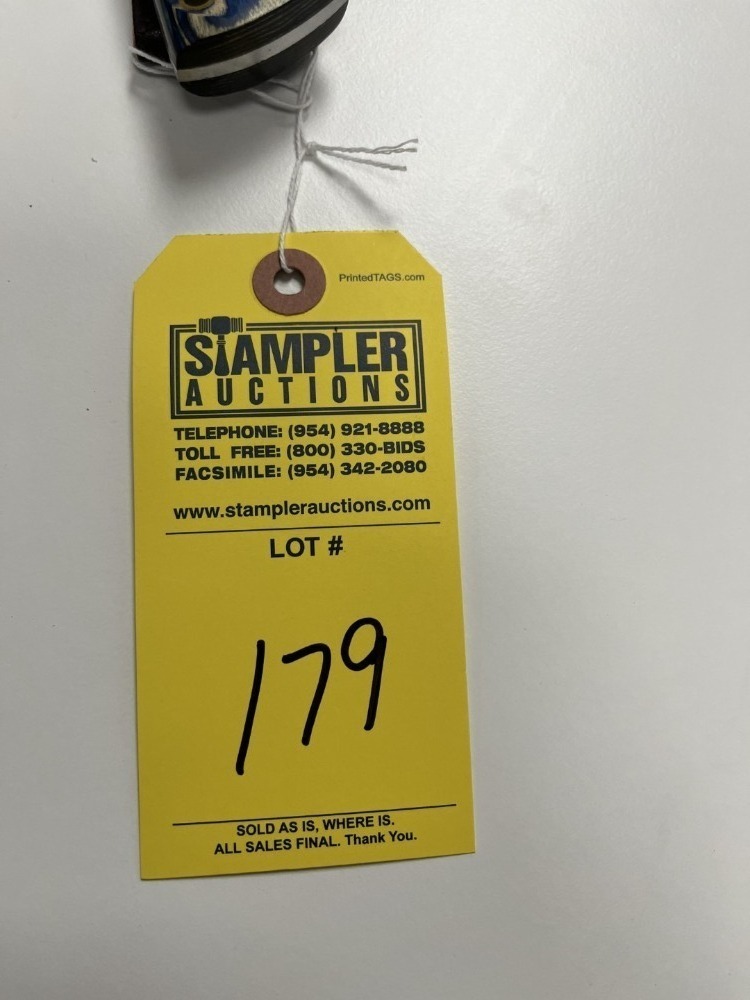 PrintedTAGS.com
STAMPLER
AUCTIONS
TELEPHONE: (954) 921-8888
TOLL FREE: (800) 330-BIDS
FACSIMILE: (954) 342-2080
www.stamplerauctions.com
LOT #
179
SOLD AS IS, WHERE IS.
ALL SALES FINAL. Thank You.